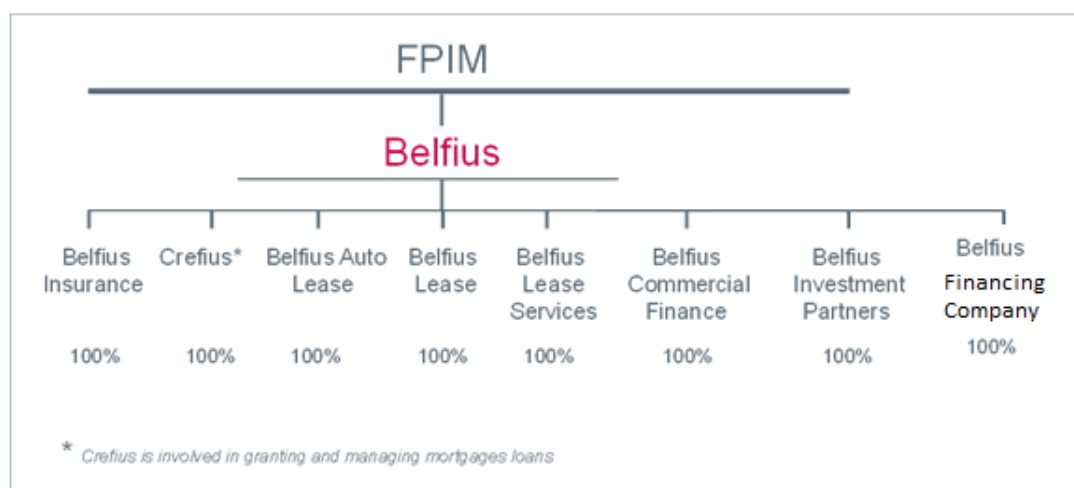 FPIM
Belfius
Belfius Insurance
Crefius*
Belfius Auto Lease
Belfius Lease
Belfius Lease Services
Belfius Commercial Finance
Belfius Investment Partners
Belfius Financing Company
100% 100% 100% 100% 100% 100% 100% 100%
* Crefius is involved in granting and managing mortgages loans